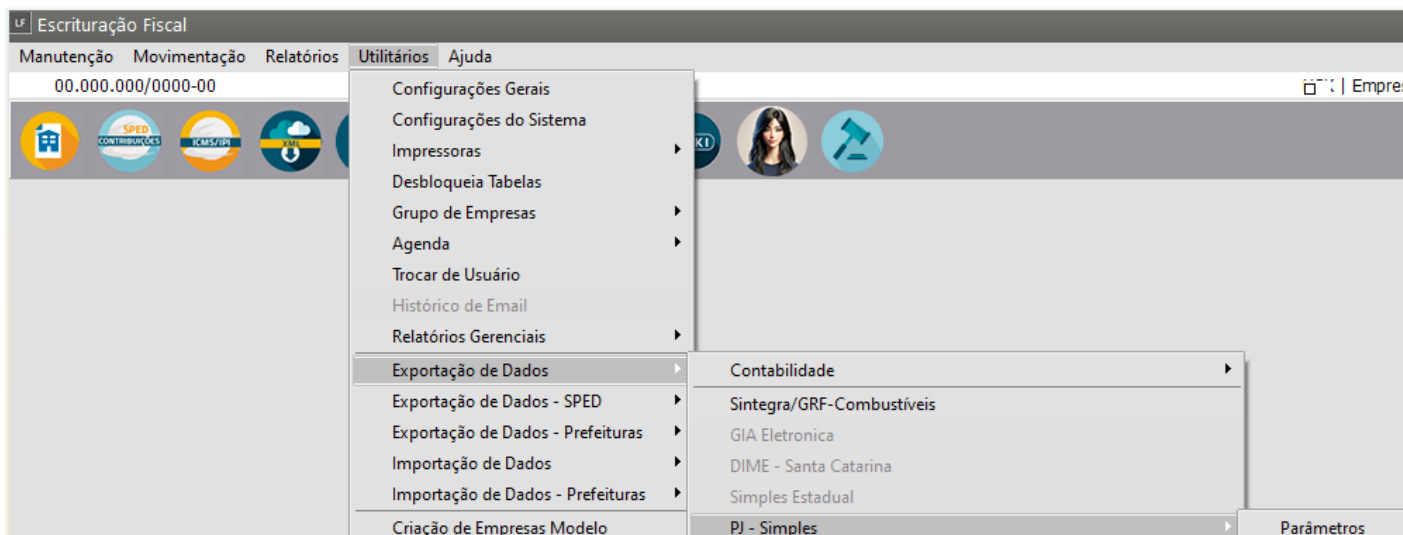 LF Escrituração Fiscal
Manutenção Movimentação Relatórios Utilitários Ajuda
00.000.000/0000-00
| Empres
SPED CONTRIBUIÇÕES ICMS/IPI XML KI
Configurações Gerais
Configurações do Sistema
Impressoras
Desbloqueia Tabelas
Grupo de Empresas
Agenda
Trocar de Usuário
Histórico de Email
Relatórios Gerenciais
Exportação de Dados
Exportação de Dados - SPED
Exportação de Dados - Prefeituras
Importação de Dados
Importação de Dados - Prefeituras
Criação de Empresas Modelo
Contabilidade
Sintegra/GRF-Combustíveis
GIA Eletronica
DIME - Santa Catarina
Simples Estadual
PJ - Simples
Parâmetros